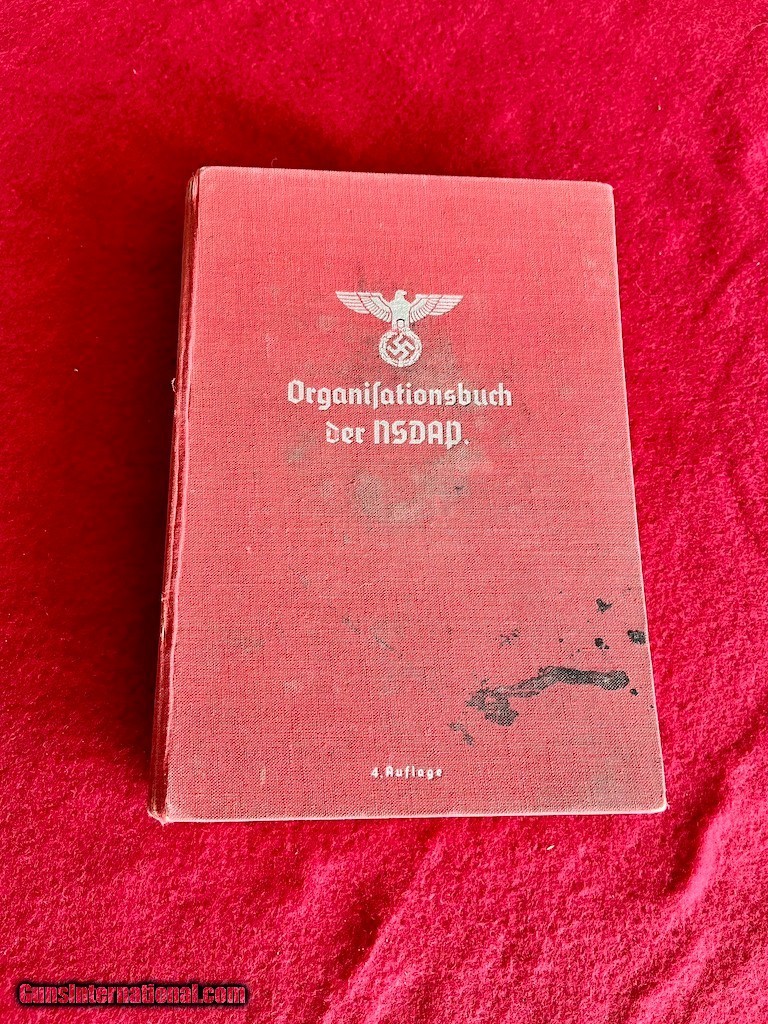 Organiſationsbuch
der NSDAP.
4. Auflage
GunsInternational.com